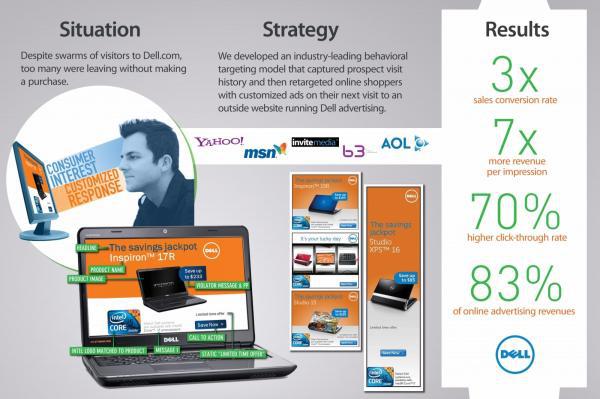 Situation
Despite swarms of visitors to Dell.com,
too many were leaving without making
a purchase.
Strategy
We developed an industry-leading behavioral
targeting model that captured prospect visit
history and then retargeted online shoppers
with customized ads on their next visit to an
outside website running Dell advertising.
Results
3x
sales conversion rate
7x
more revenue
per impression
70%
higher click-through rate
83%
of online advertising revenues
DELL
YAHOO!
msn
invitemedia
b3
AOL
CONSUMER
INTEREST
CUSTOMIZED
RESPONSE
HEADLINE
The savings jackpot
Inspiron™ 17R
DELL
PRODUCT NAME
PRODUCT IMAGE
Save up
to $233
VIOLATOR MESSAGE & PP
Limited time offer
intel
CORE
Save Now
CALL TO ACTION
INTEL LOGO MATCHED TO PRODUCT
MESSAGE 1
STATIC "LIMITED TIME OFFER"
DELL
The savings jackpot
Inspiron™ 15R
It's your lucky day
The savings jackpot
Studio 15
DELL
The savings
jackpot
Studio
XPS™ 16
Save up
to $85
Limited time offer
Save Now
intel
CORE